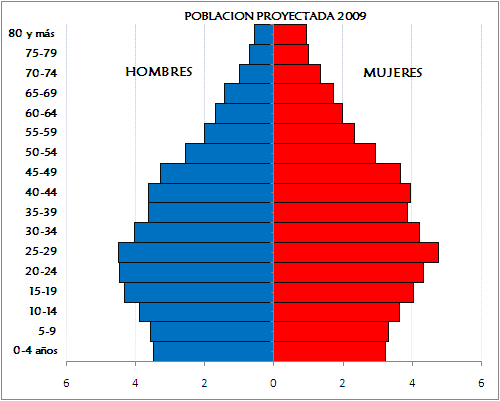 POBLACION PROYECTADA 2009
HOMBRES
MUJERES
80 y más
75-79
70-74
65-69
60-64
55-59
50-54
45-49
40-44
35-39
30-34
25-29
20-24
15-19
10-14
5-9
0-4 años
6 4 2 0 2 4 6